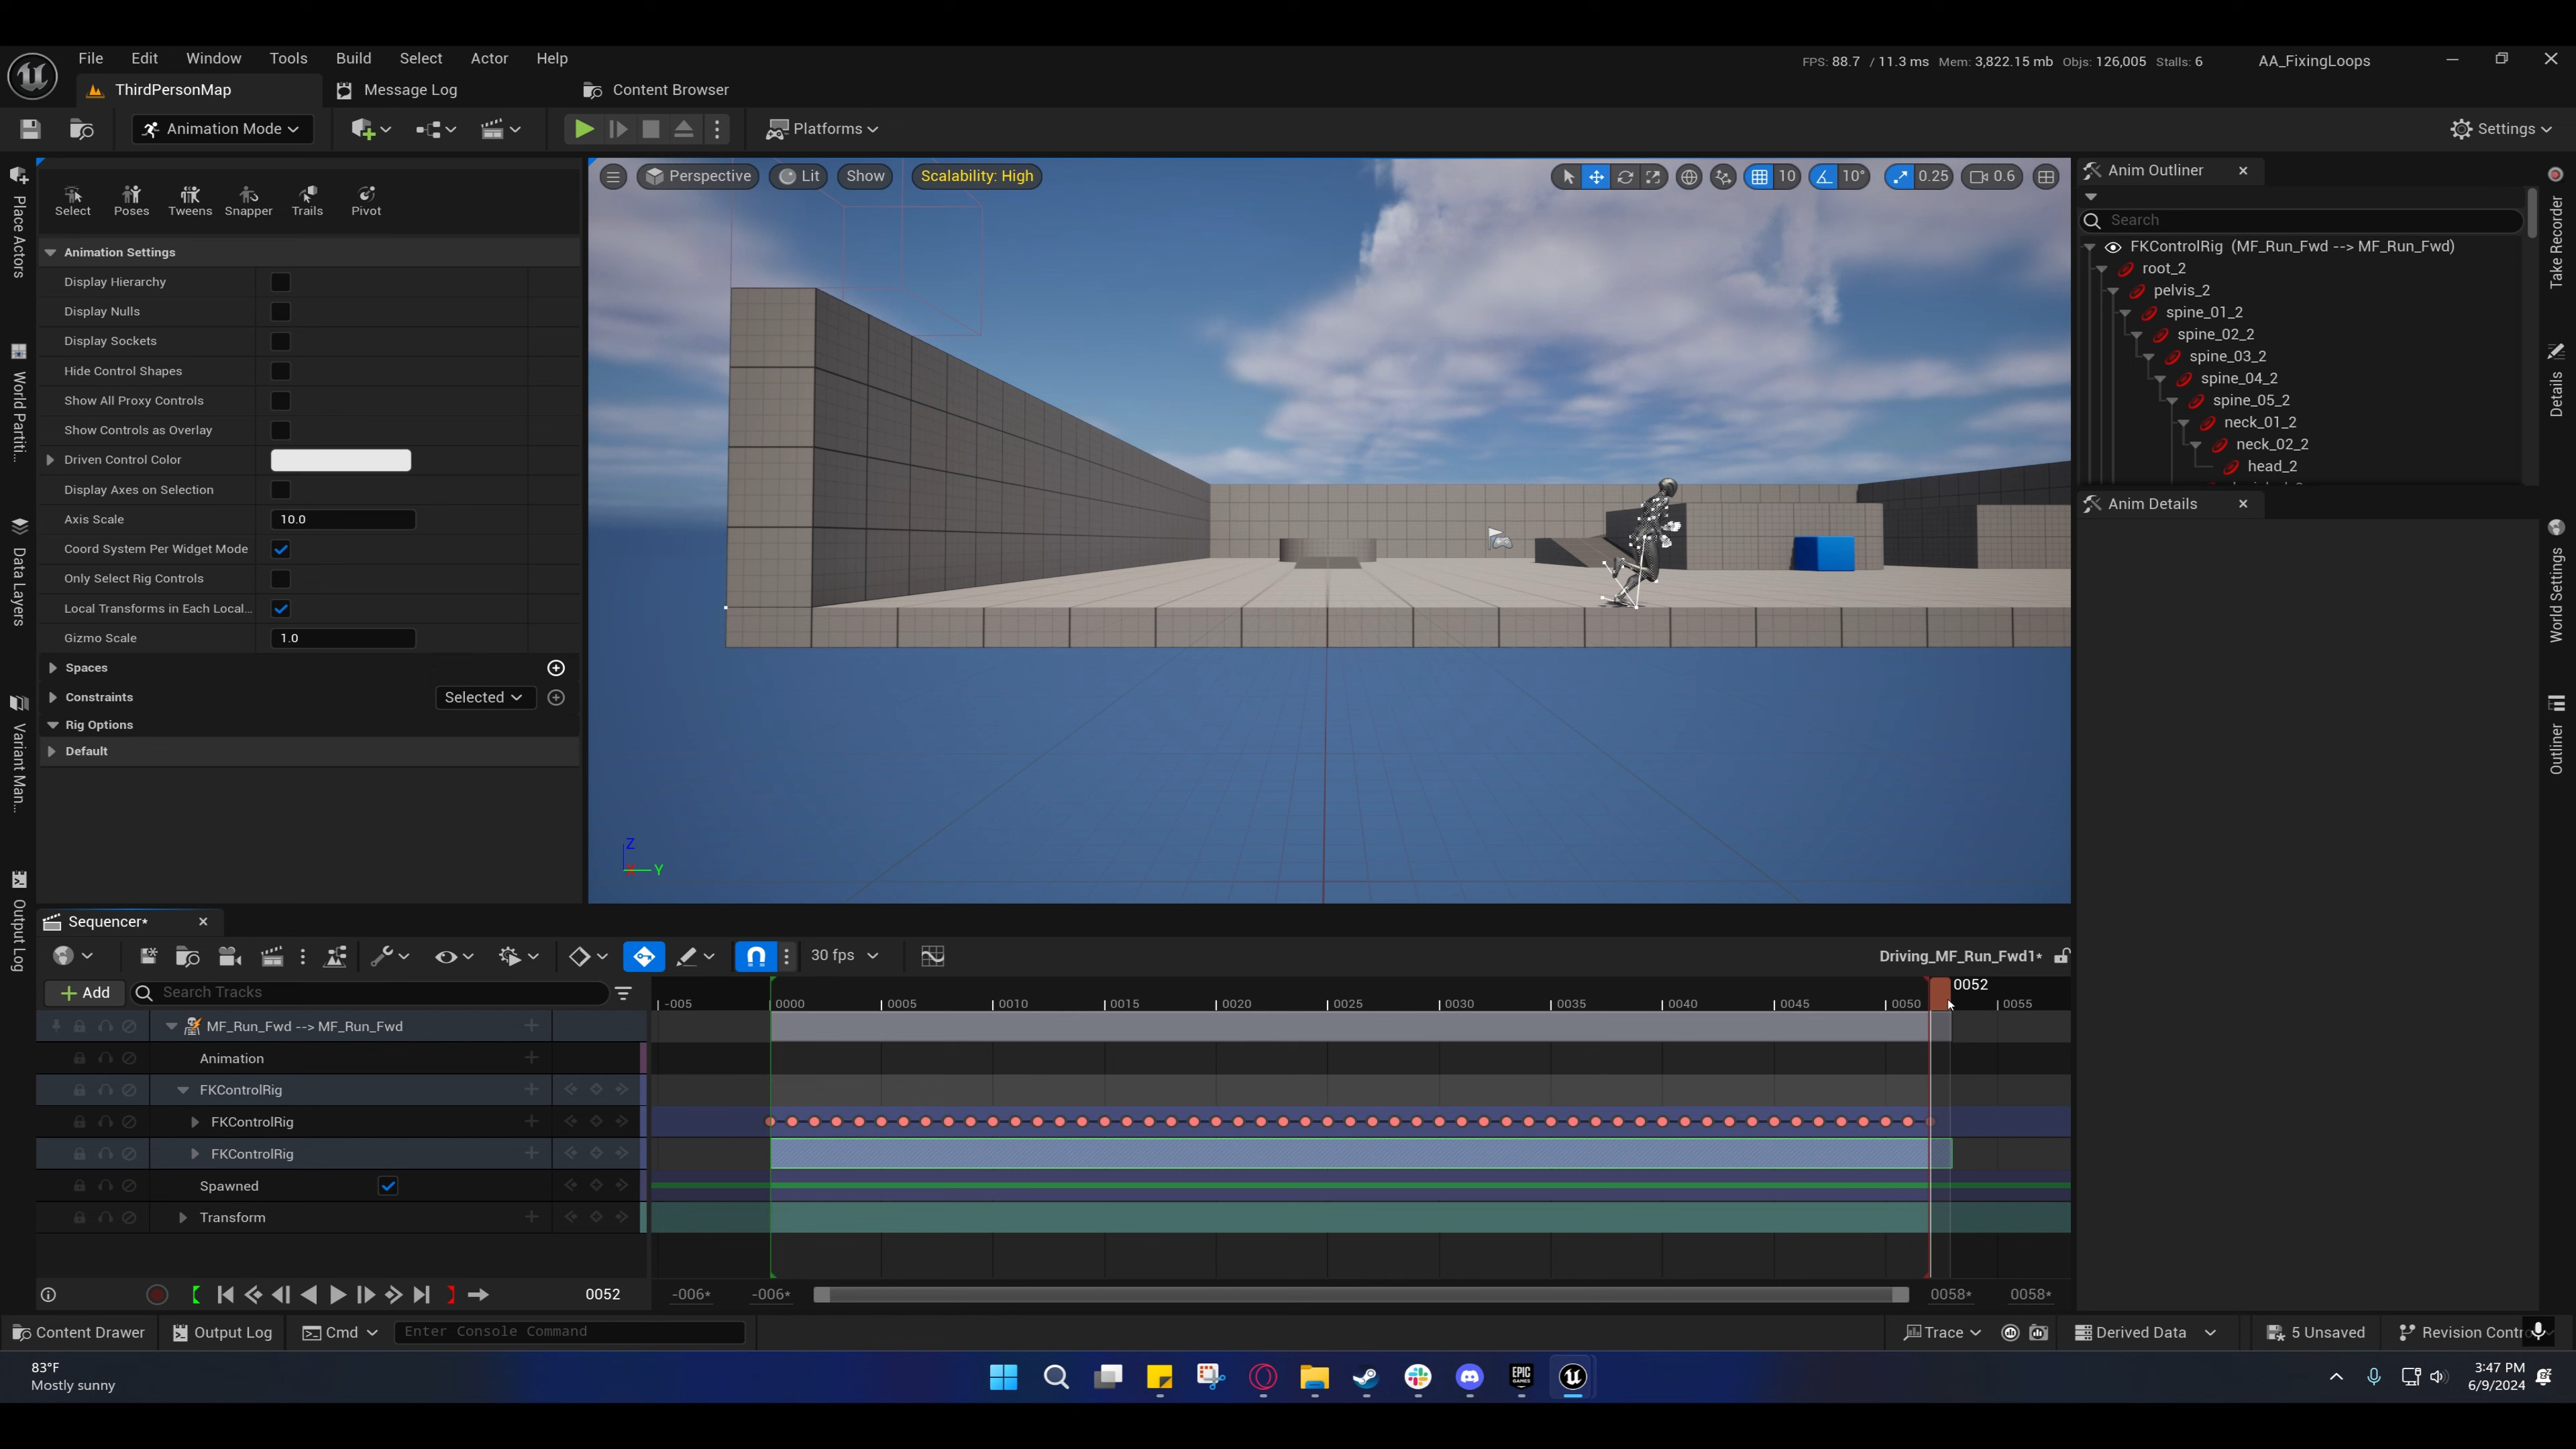 File Edit Window Tools Build Select Actor Help
FPS: 88.7 / 11.3 ms Mem: 3,822.15 mb Objs: 126,005 Stalls: 6
AA_FixingLoops
ThirdPersonMap
Message Log
Content Browser
Animation Mode
Platforms
Settings
Place Actors
World Partiti...
Data Layers
Variant Man...
Output Log
Select Poses Tweens Snapper Trails Pivot
Animation Settings
Display Hierarchy
Display Nulls
Display Sockets
Hide Control Shapes
Show All Proxy Controls
Show Controls as Overlay
Driven Control Color
Display Axes on Selection
Axis Scale 10.0
Coord System Per Widget Mode
Only Select Rig Controls
Local Transforms in Each Local...
Gizmo Scale 1.0
Spaces
Constraints Selected
Rig Options
Default
Perspective Lit Show Scalability: High
10 10° 0.25 0.6
Z
X
Y
Anim Outliner
Search
FKControlRig (MF_Run_Fwd --> MF_Run_Fwd)
root_2
pelvis_2
spine_01_2
spine_02_2
spine_03_2
spine_04_2
spine_05_2
neck_01_2
neck_02_2
head_2
Anim Details
Take Recorder
Details
World Settings
Outliner
Sequencer*
30 fps
Driving_MF_Run_Fwd1*
Add
Search Tracks
0052
-005 0000 0005 0010 0015 0020 0025 0030 0035 0040 0045 0050 0055
MF_Run_Fwd --> MF_Run_Fwd
Animation
FKControlRig
FKControlRig
FKControlRig
Spawned
Transform
0052 -006* -006* 0058* 0058*
Content Drawer Output Log Cmd Enter Console Command
Trace Derived Data 5 Unsaved Revision Contro
83°F
Mostly sunny
EPIC
GAMES
3:47 PM
6/9/2024